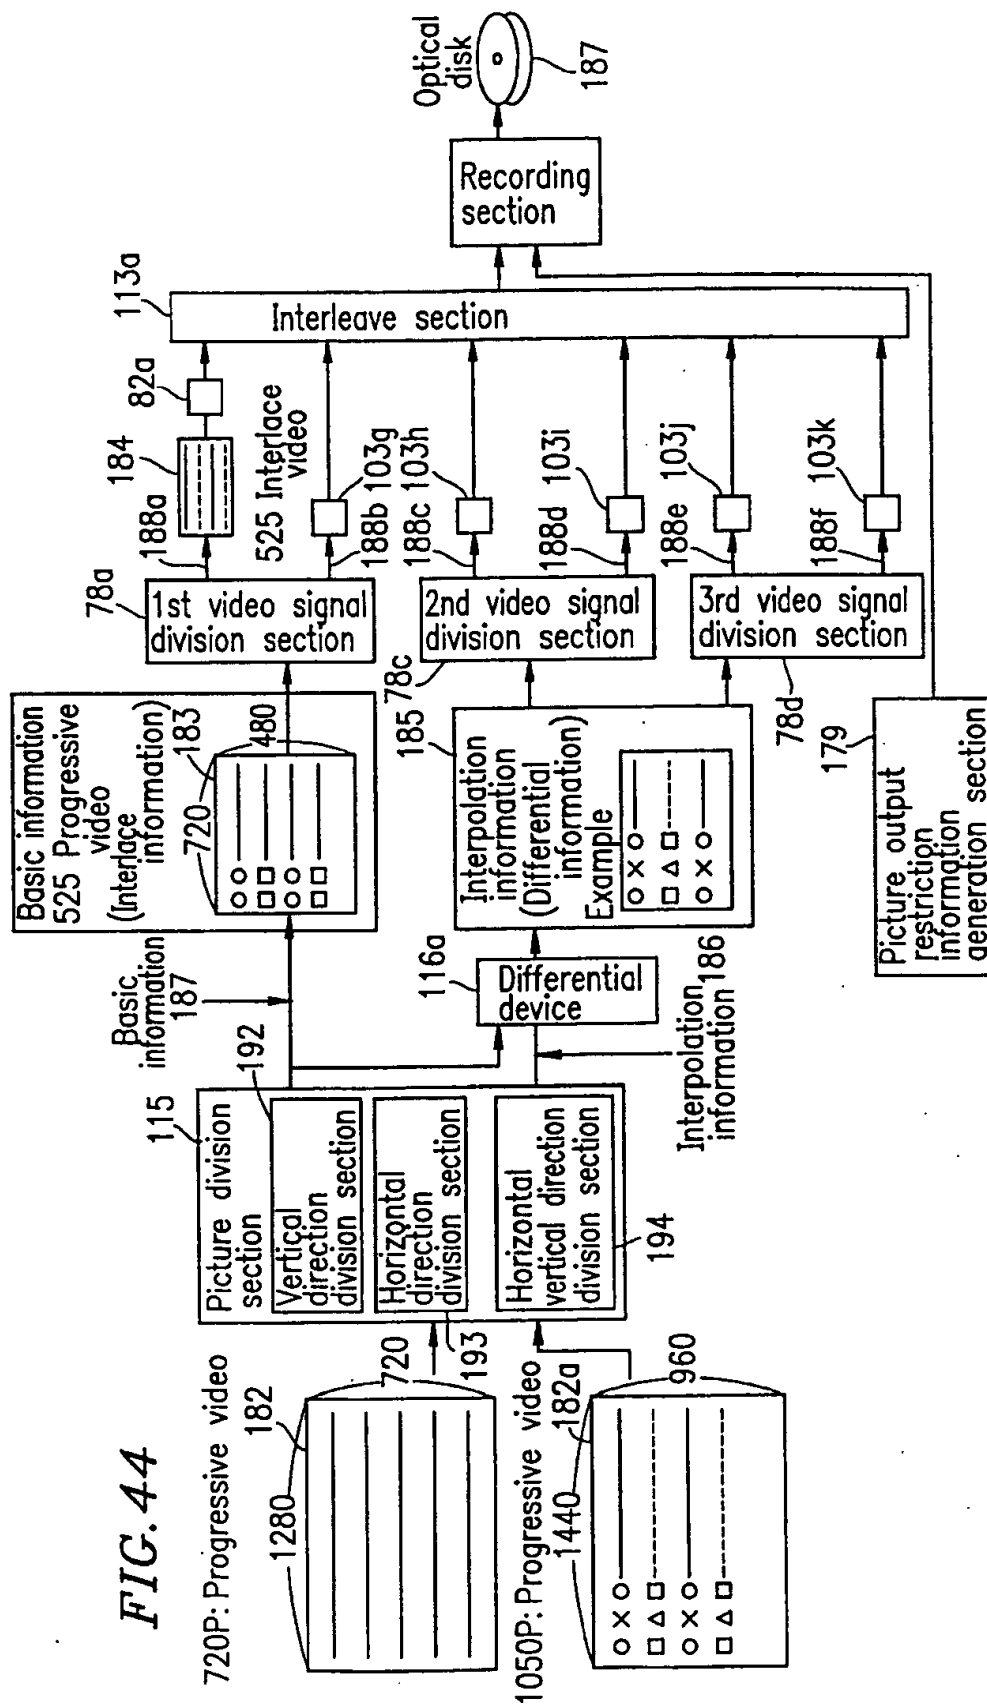 FIG. 44
720P: Progressive video
1280
182
720
1050P: Progressive video
1440
182a
960
115
Picture division
section
192
Vertical
direction
division section
Horizontal
direction
division section
193
Horizontal
vertical direction
division section
194
Basic
information
187
116a
Differential
device
Interpolation
information
186
Basic information
525 Progressive
video
(Interlace
information)
183
720
480
185
Interpolation
information
(Differential
information)
Example
179
Picture output
restriction
information
generation section
78a
1st video signal
division section
78c
2nd video signal
division section
78d
3rd video signal
division section
188a
184
82a
525 Interlace
video
188b
103g
188c
103h
188d
103i
188e
103j
188f
103k
113a
Interleave section
Recording
section
Optical
disk
187